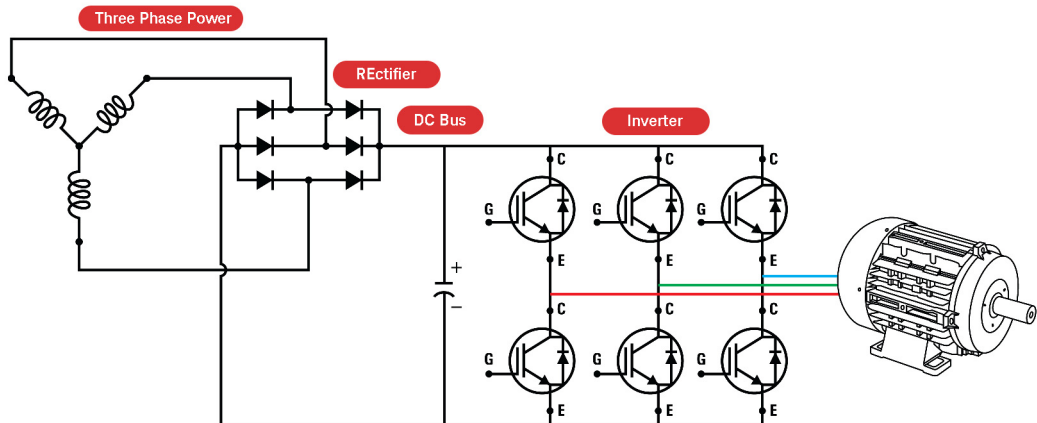 Three Phase Power
REctifier
DC Bus
Inverter
C C C
G G G
E E E
+
−
C C C
G G G
E E E